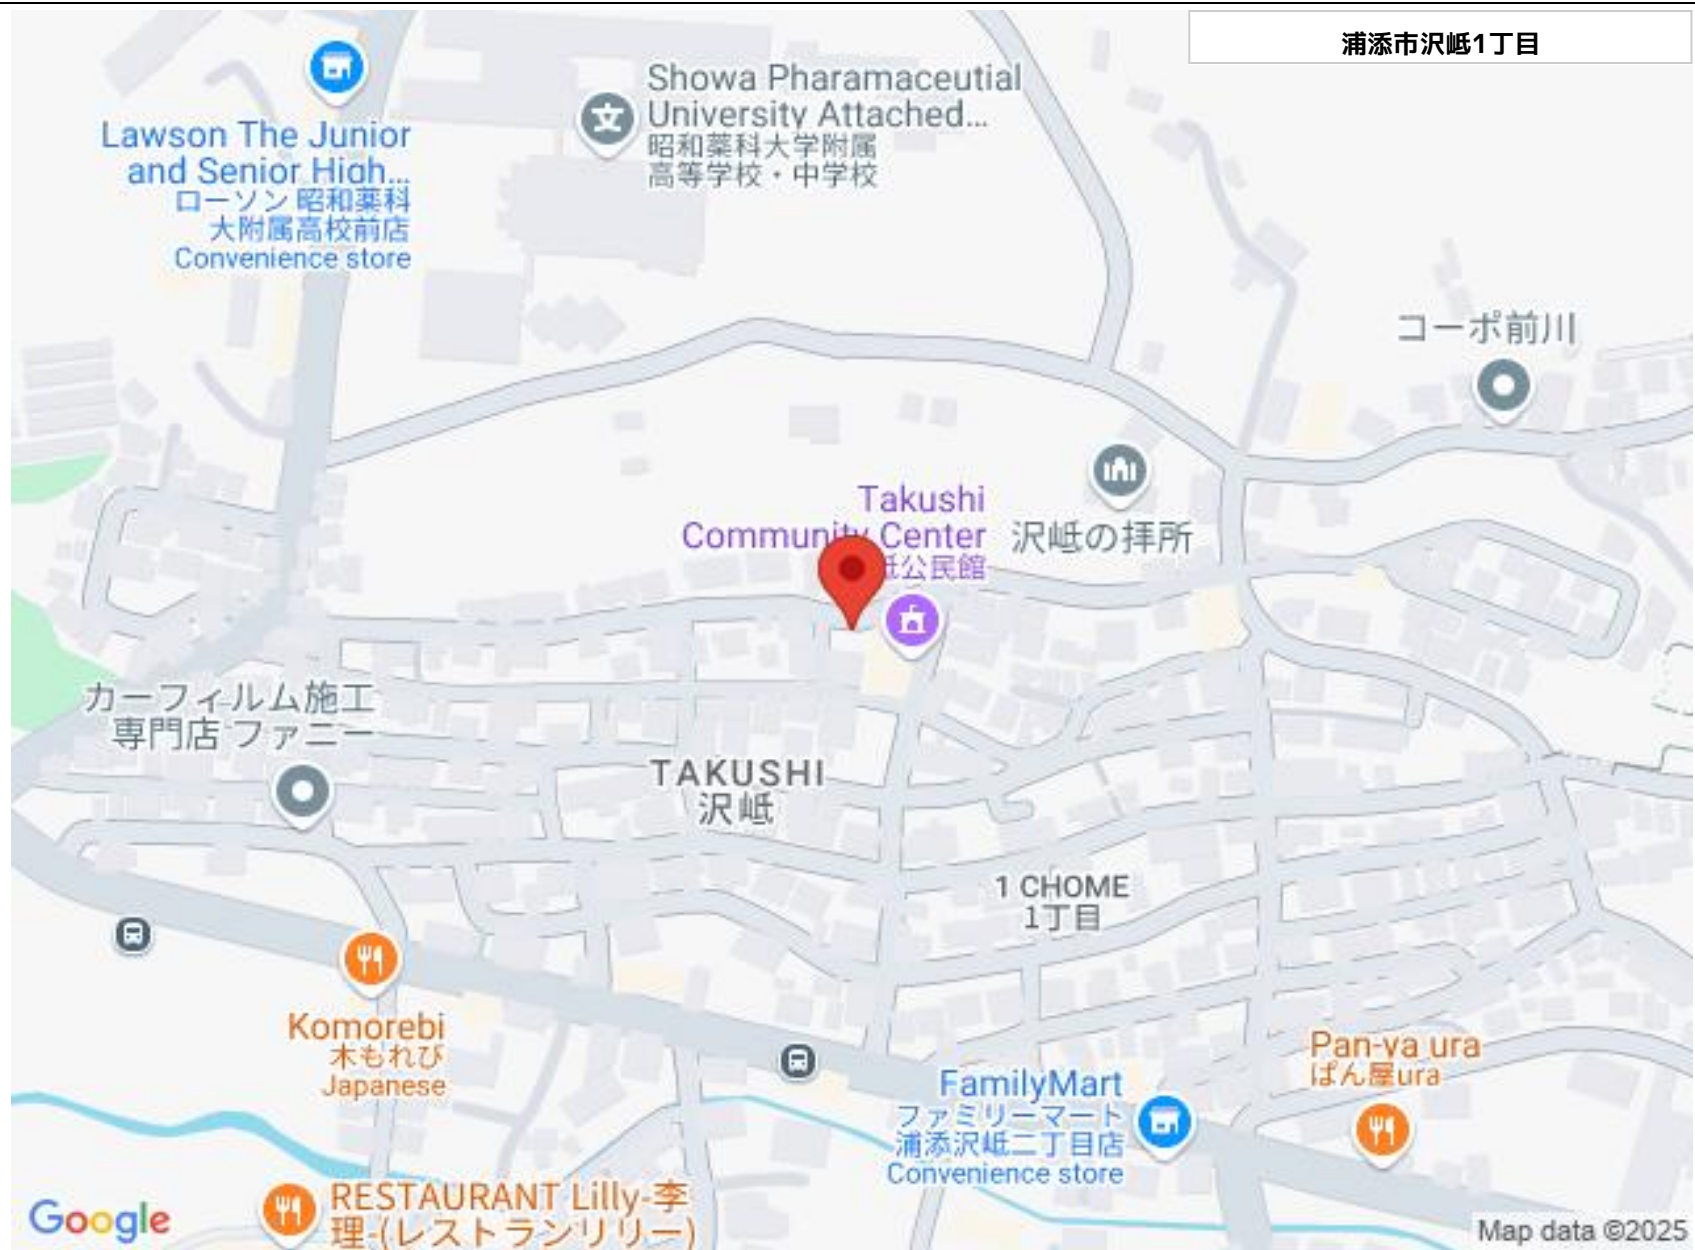 浦添市沢岻1丁目
Lawson The Junior
and Senior High...
ローソン 昭和薬科
大附属高校前店
Convenience store
Showa Pharamaceutial
University Attached...
昭和薬科大学附属
高等学校・中学校
コーポ前川
Takushi
Community Center
岻公民館
沢岻の拝所
カーフィルム施工
専門店 ファニー
TAKUSHI
沢岻
1 CHOME
1丁目
Komorebi
木もれび
Japanese
FamilyMart
ファミリーマート
浦添沢岻二丁目店
Convenience store
Pan-ya ura
ぱん屋ura
RESTAURANT Lilly-李
理-(レストランリリー)
Google
Map data ©2025